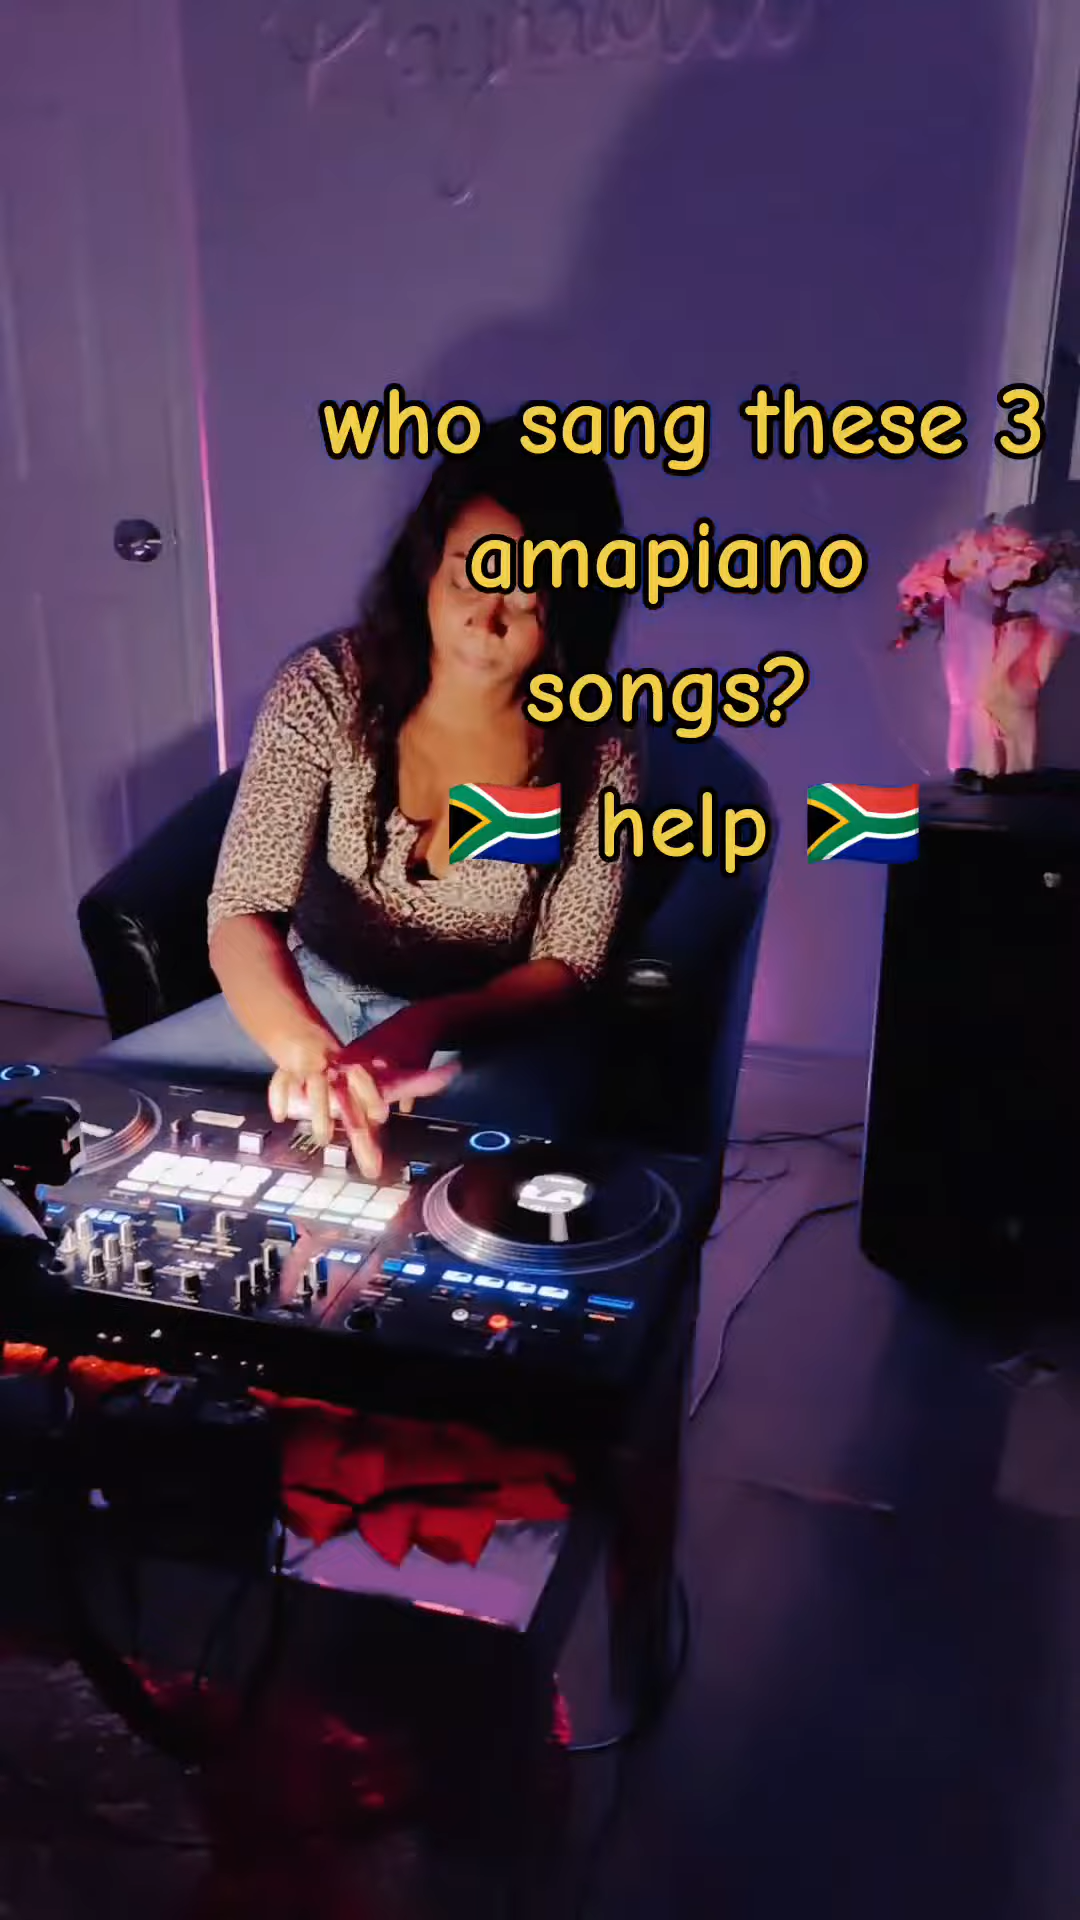 who sang these 3
amapiano
songs?
🇿🇦 help 🇿🇦